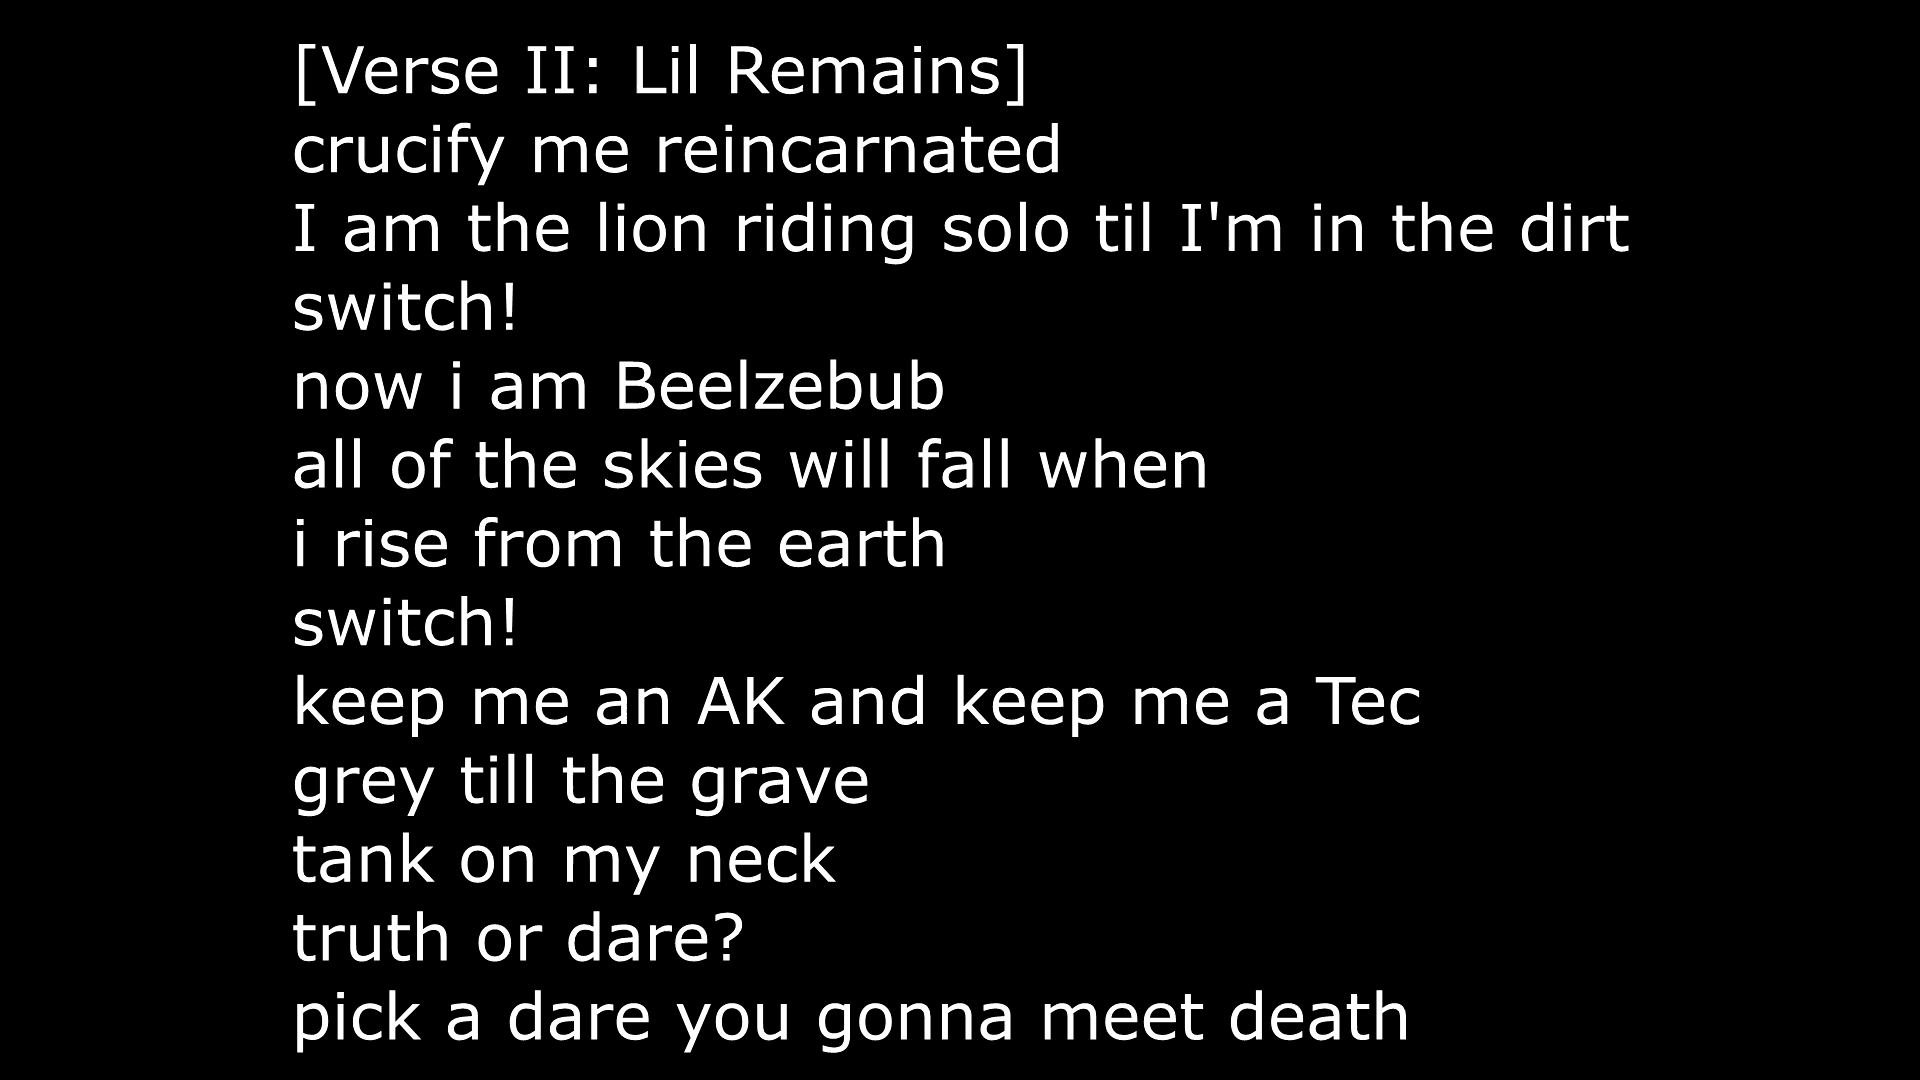 [Verse II: Lil Remains]
crucify me reincarnated
I am the lion riding solo til I'm in the dirt
switch!
now i am Beelzebub
all of the skies will fall when
i rise from the earth
switch!
keep me an AK and keep me a Tec
grey till the grave
tank on my neck
truth or dare?
pick a dare you gonna meet death